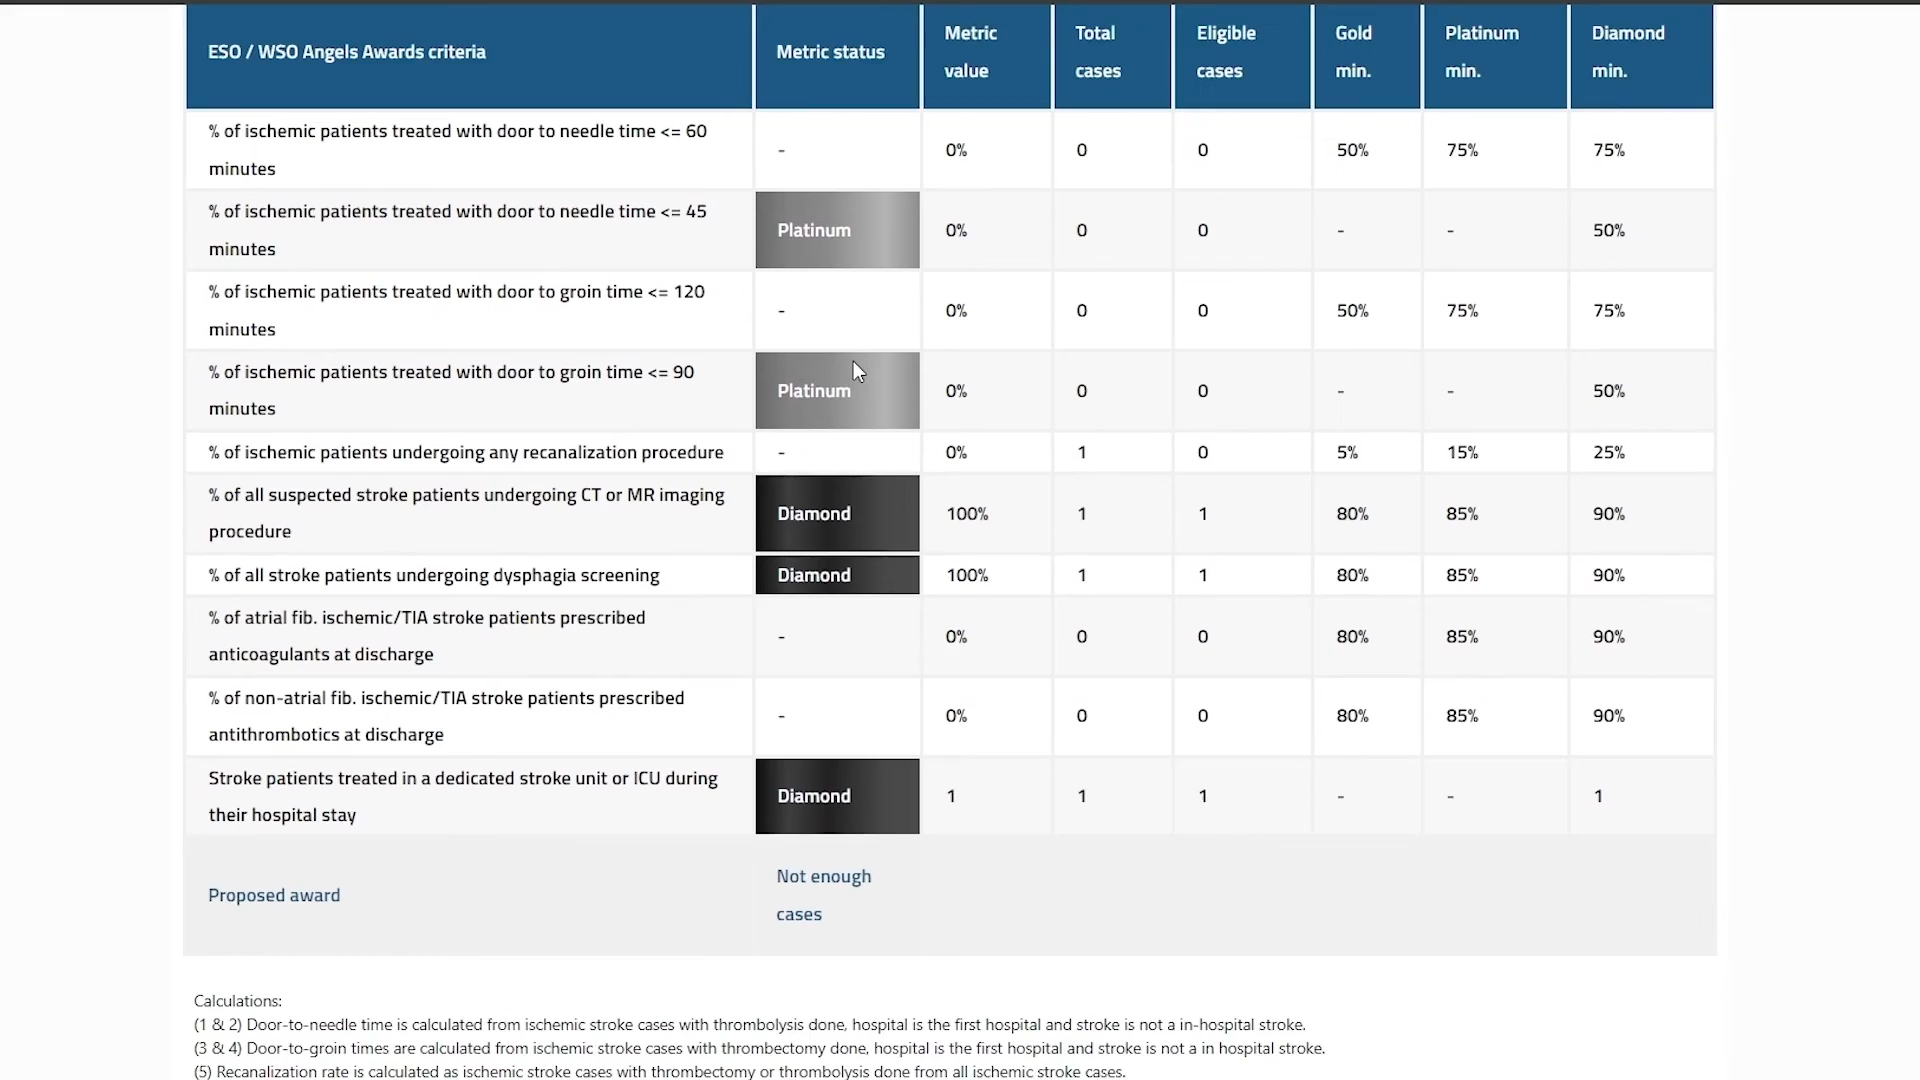 ESO / WSO Angels Awards criteria
Metric status
Metric
value
Total
cases
Eligible
cases
Gold
min.
Platinum
min.
Diamond
min.
% of ischemic patients treated with door to needle time <= 60
minutes
-
0%
0
0
50%
75%
75%
% of ischemic patients treated with door to needle time <= 45
minutes
Platinum
0%
0
0
-
-
50%
% of ischemic patients treated with door to groin time <= 120
minutes
-
0%
0
0
50%
75%
75%
% of ischemic patients treated with door to groin time <= 90
minutes
Platinum
0%
0
0
-
-
50%
% of ischemic patients undergoing any recanalization procedure
-
0%
1
0
5%
15%
25%
% of all suspected stroke patients undergoing CT or MR imaging
procedure
Diamond
100%
1
1
80%
85%
90%
% of all stroke patients undergoing dysphagia screening
Diamond
100%
1
1
80%
85%
90%
% of atrial fib. ischemic/TIA stroke patients prescribed
anticoagulants at discharge
-
0%
0
0
80%
85%
90%
% of non-atrial fib. ischemic/TIA stroke patients prescribed
antithrombotics at discharge
-
0%
0
0
80%
85%
90%
Stroke patients treated in a dedicated stroke unit or ICU during
their hospital stay
Diamond
1
1
1
-
-
1
Proposed award
Not enough
cases
Calculations:
(1 & 2) Door-to-needle time is calculated from ischemic stroke cases with thrombolysis done, hospital is the first hospital and stroke is not a in-hospital stroke.
(3 & 4) Door-to-groin times are calculated from ischemic stroke cases with thrombectomy done, hospital is the first hospital and stroke is not a in hospital stroke.
(5) Recanalization rate is calculated as ischemic stroke cases with thrombectomy or thrombolysis done from all ischemic stroke cases.